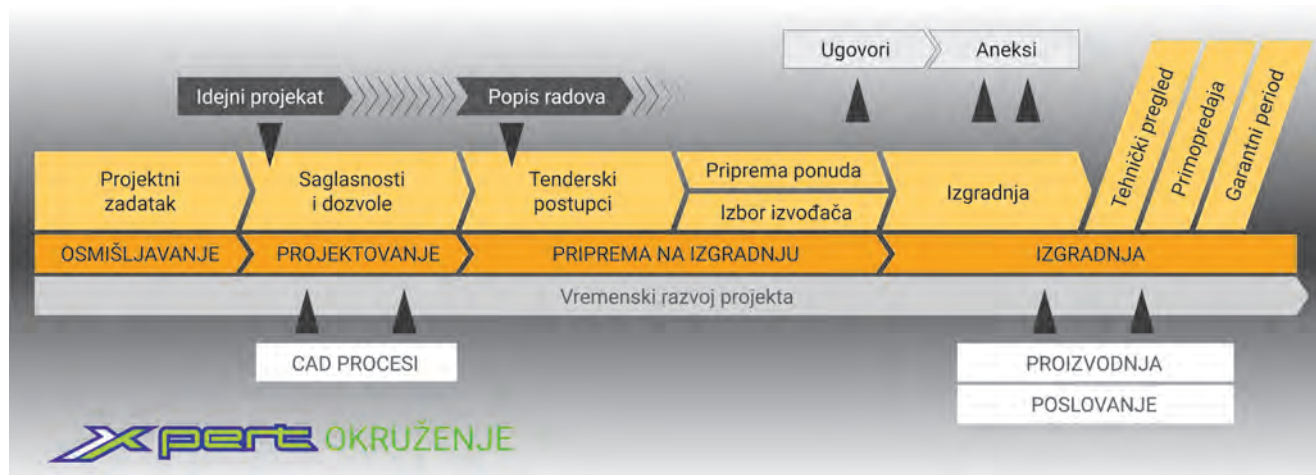 Ugovori
Aneksi
Idejni projekat
Popis radova
Projektni
zadatak
Saglasnosti
i dozvole
Tenderski
postupci
Priprema ponuda
Izbor izvođača
Izgradnja
Tehnički pregled
Primopredaja
Garantni period
OSMIŠLJAVANJE
PROJEKTOVANJE
PRIPREMA NA IZGRADNJU
IZGRADNJA
Vremenski razvoj projekta
CAD PROCESI
PROIZVODNJA
POSLOVANJE
Xpert OKRUŽENJE